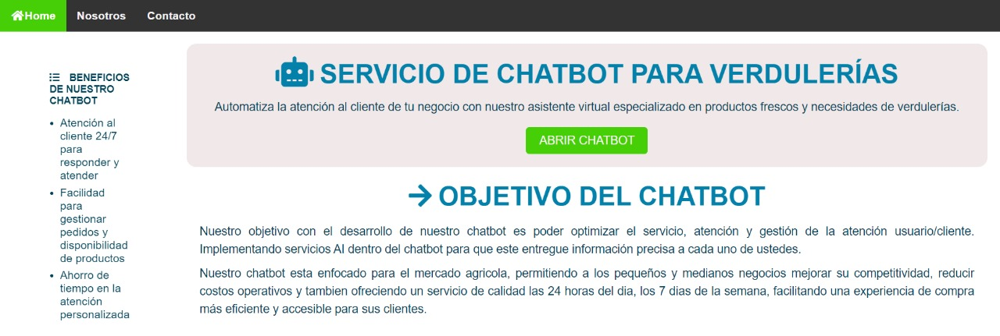 Home Nosotros Contacto
BENEFICIOS
DE NUESTRO
CHATBOT
• Atención al
cliente 24/7
para
responder y
atender
• Facilidad
para
gestionar
pedidos y
disponibilidad
de productos
• Ahorro de
tiempo en la
atención
personalizada
SERVICIO DE CHATBOT PARA VERDULERÍAS
Automatiza la atención al cliente de tu negocio con nuestro asistente virtual especializado en productos frescos y necesidades de verdulerías.
ABRIR CHATBOT
OBJETIVO DEL CHATBOT
Nuestro objetivo con el desarrollo de nuestro chatbot es poder optimizar el servicio, atención y gestión de la atención usuario/cliente.
Implementando servicios AI dentro del chatbot para que este entregue información precisa a cada uno de ustedes.
Nuestro chatbot esta enfocado para el mercado agricola, permitiendo a los pequeños y medianos negocios mejorar su competitividad, reducir
costos operativos y tambien ofreciendo un servicio de calidad las 24 horas del dia, los 7 dias de la semana, facilitando una experiencia de compra
más eficiente y accesible para sus clientes.